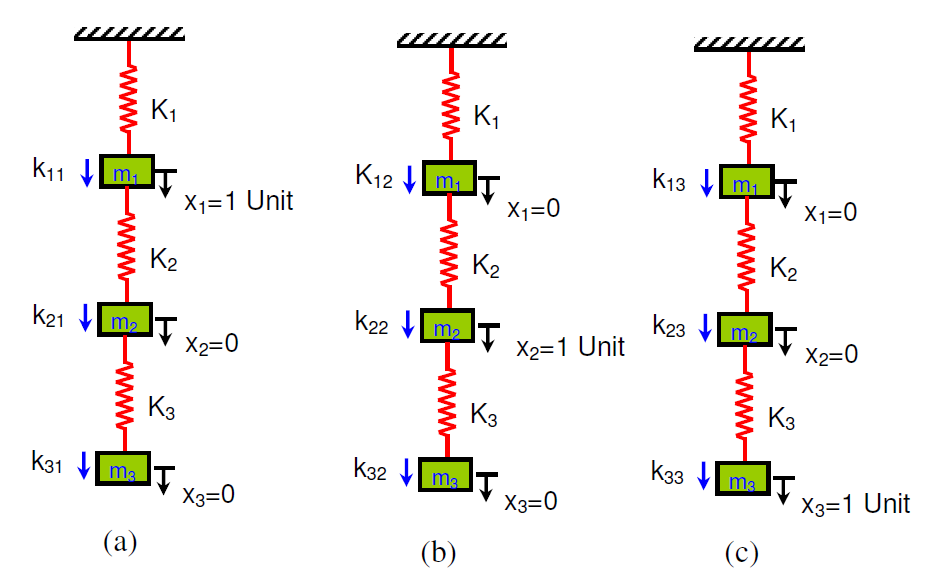 K₁
k₁₁ m₁
x₁=1 Unit
K₂
k₂₁ m₂
x₂=0
K₃
k₃₁ m₃
x₃=0
(a)
K₁
K₁₂ m₁
x₁=0
K₂
k₂₂ m₂
x₂=1 Unit
K₃
k₃₂ m₃
x₃=0
(b)
K₁
k₁₃ m₁
x₁=0
K₂
k₂₃ m₂
x₂=0
K₃
k₃₃ m₃
x₃=1 Unit
(c)